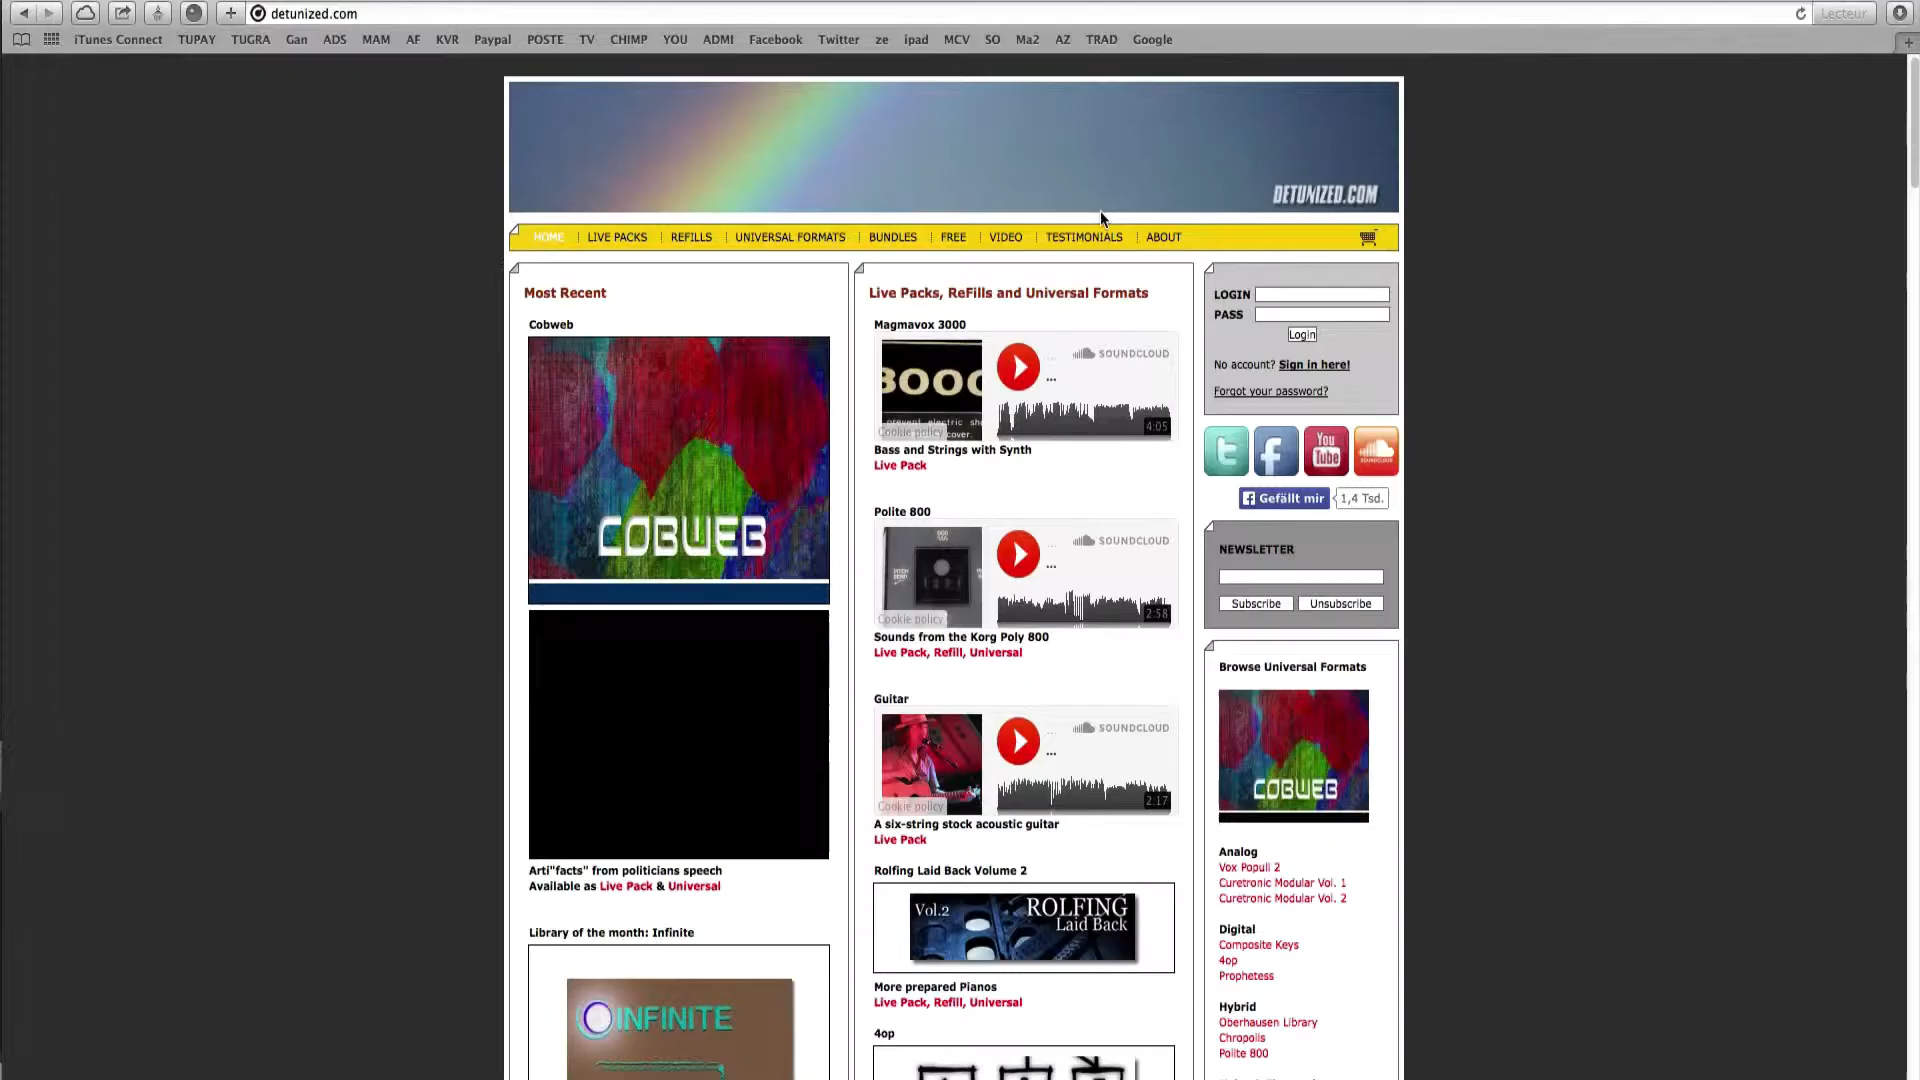 detunized.com
Lecteur
iTunes Connect TUPAY TUGRA Gan ADS MAM AF KVR Paypal POSTE TV CHIMP YOU ADMI Facebook Twitter ze ipad MCV SO Ma2 AZ TRAD Google
DETUNIZED.COM
HOME LIVE PACKS REFILLS UNIVERSAL FORMATS BUNDLES FREE VIDEO TESTIMONIALS ABOUT
Most Recent
Cobweb
COBWEB
Arti"facts" from politicians speech
Available as Live Pack & Universal
Library of the month: Infinite
INFINITE
Live Packs, ReFills and Universal Formats
Magmavox 3000
3000
prevent electric
cover:
Cookie policy
...
SOUNDCLOUD
4:05
Bass and Strings with Synth
Live Pack
Polite 800
Cookie policy
...
SOUNDCLOUD
2:58
Sounds from the Korg Poly 800
Live Pack, Refill, Universal
Guitar
Cookie policy
...
SOUNDCLOUD
2:17
A six-string stock acoustic guitar
Live Pack
Rolfing Laid Back Volume 2
Vol.2
ROLFING
Laid Back
More prepared Pianos
Live Pack, Refill, Universal
4op
LOGIN
PASS
Login
No account? Sign in here!
Forgot your password?
You
Tube
SOUNDCLOUD
Gefällt mir
1,4 Tsd.
NEWSLETTER
Subscribe Unsubscribe
Browse Universal Formats
COBWEB
Analog
Vox Populi 2
Curetronic Modular Vol. 1
Curetronic Modular Vol. 2
Digital
Composite Keys
4op
Prophetess
Hybrid
Oberhausen Library
Chropolis
Polite 800